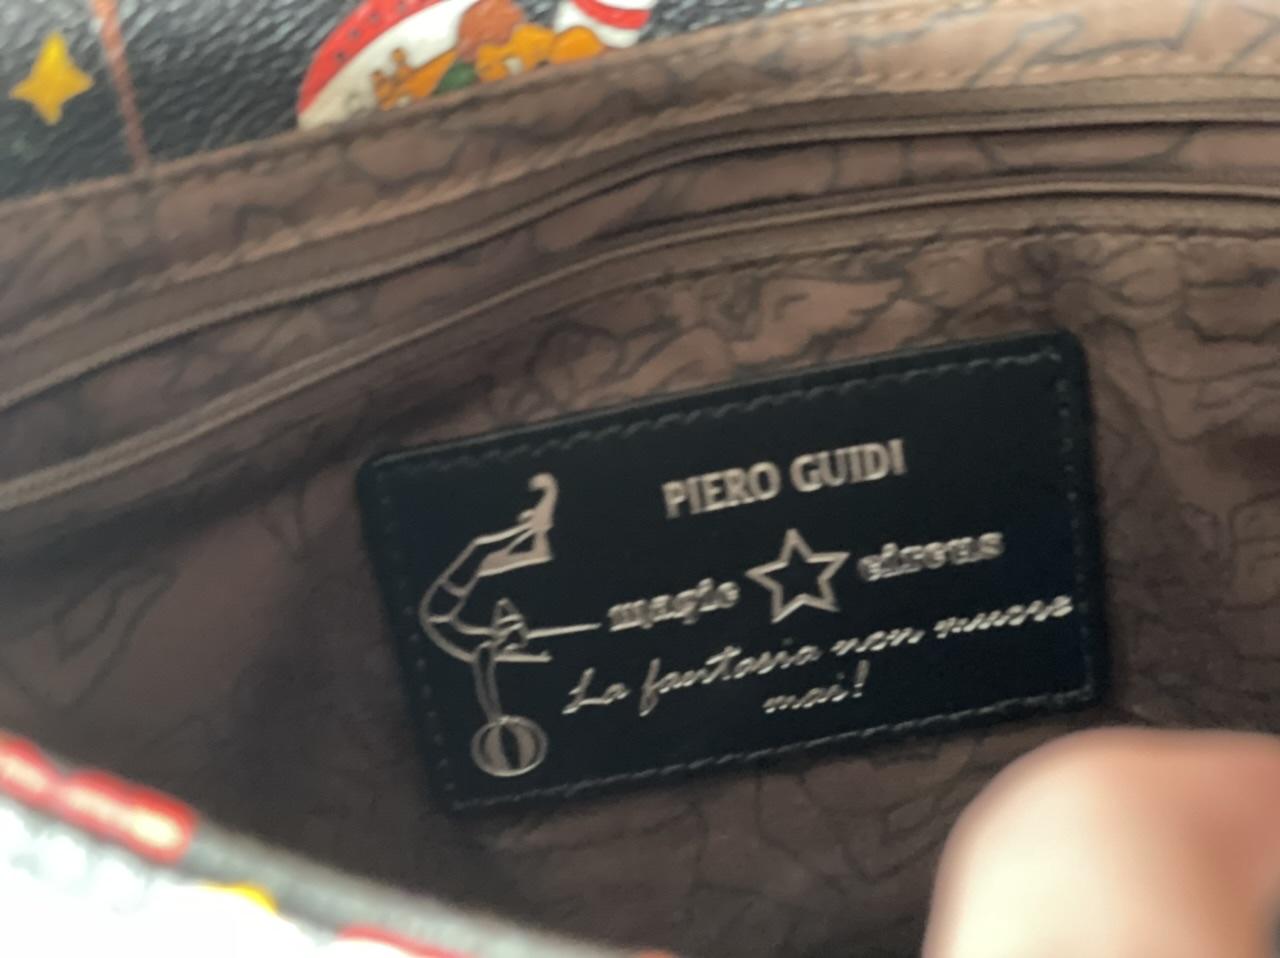 PIERO GUIDI
magic circus
La fantasia non muore
mai!